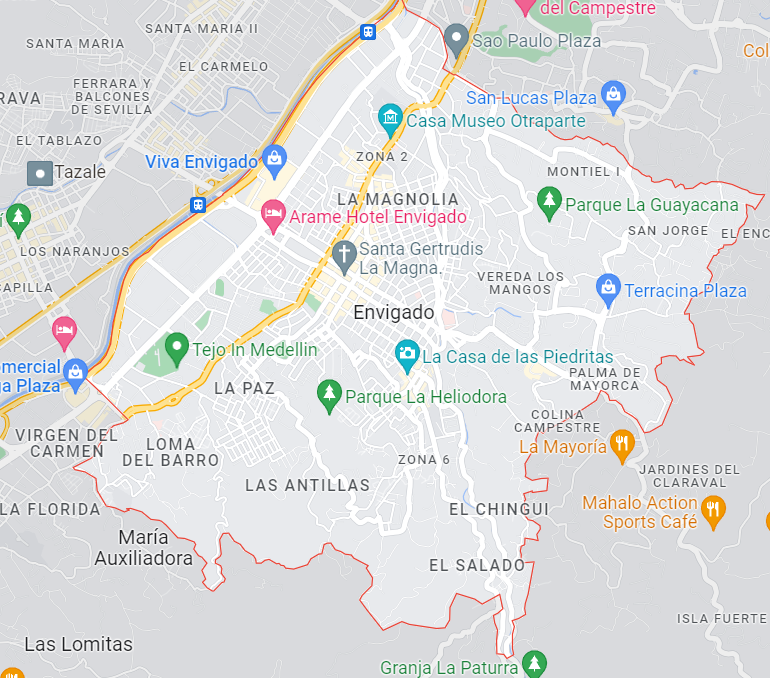 del Campestre
SANTA MARIA II
SANTA MARIA
Sao Paulo Plaza
Col
EL CARMELO
FERRARA Y
BALCONES
DE SEVILLA
RAVA
San Lucas Plaza
Casa Museo Otraparte
EL TABLAZO
ZONA 2
Viva Envigado
Tazale
MONTIEL I
LA MAGNOLIA
Parque La Guayacana
Arame Hotel Envigado
í
SAN JORGE
EL ENC
LOS NARANJOS
Santa Gertrudis
La Magna.
VEREDA LOS
MANGOS
CAPILLA
Terracina Plaza
Envigado
Tejo In Medellin
La Casa de las Piedritas
omercial
ga Plaza
PALMA DE
MAYORCA
LA PAZ
Parque La Heliodora
COLINA
CAMPESTRE
VIRGEN DEL
CARMEN
LOMA
DEL BARRO
La Mayoría
ZONA 6
JARDINES DEL
CLARAVAL
LAS ANTILLAS
LA FLORIDA
EL CHINGUI
Mahalo Action
Sports Café
María
Auxiliadora
EL SALADO
ISLA FUERTE
Las Lomitas
Granja La Paturra